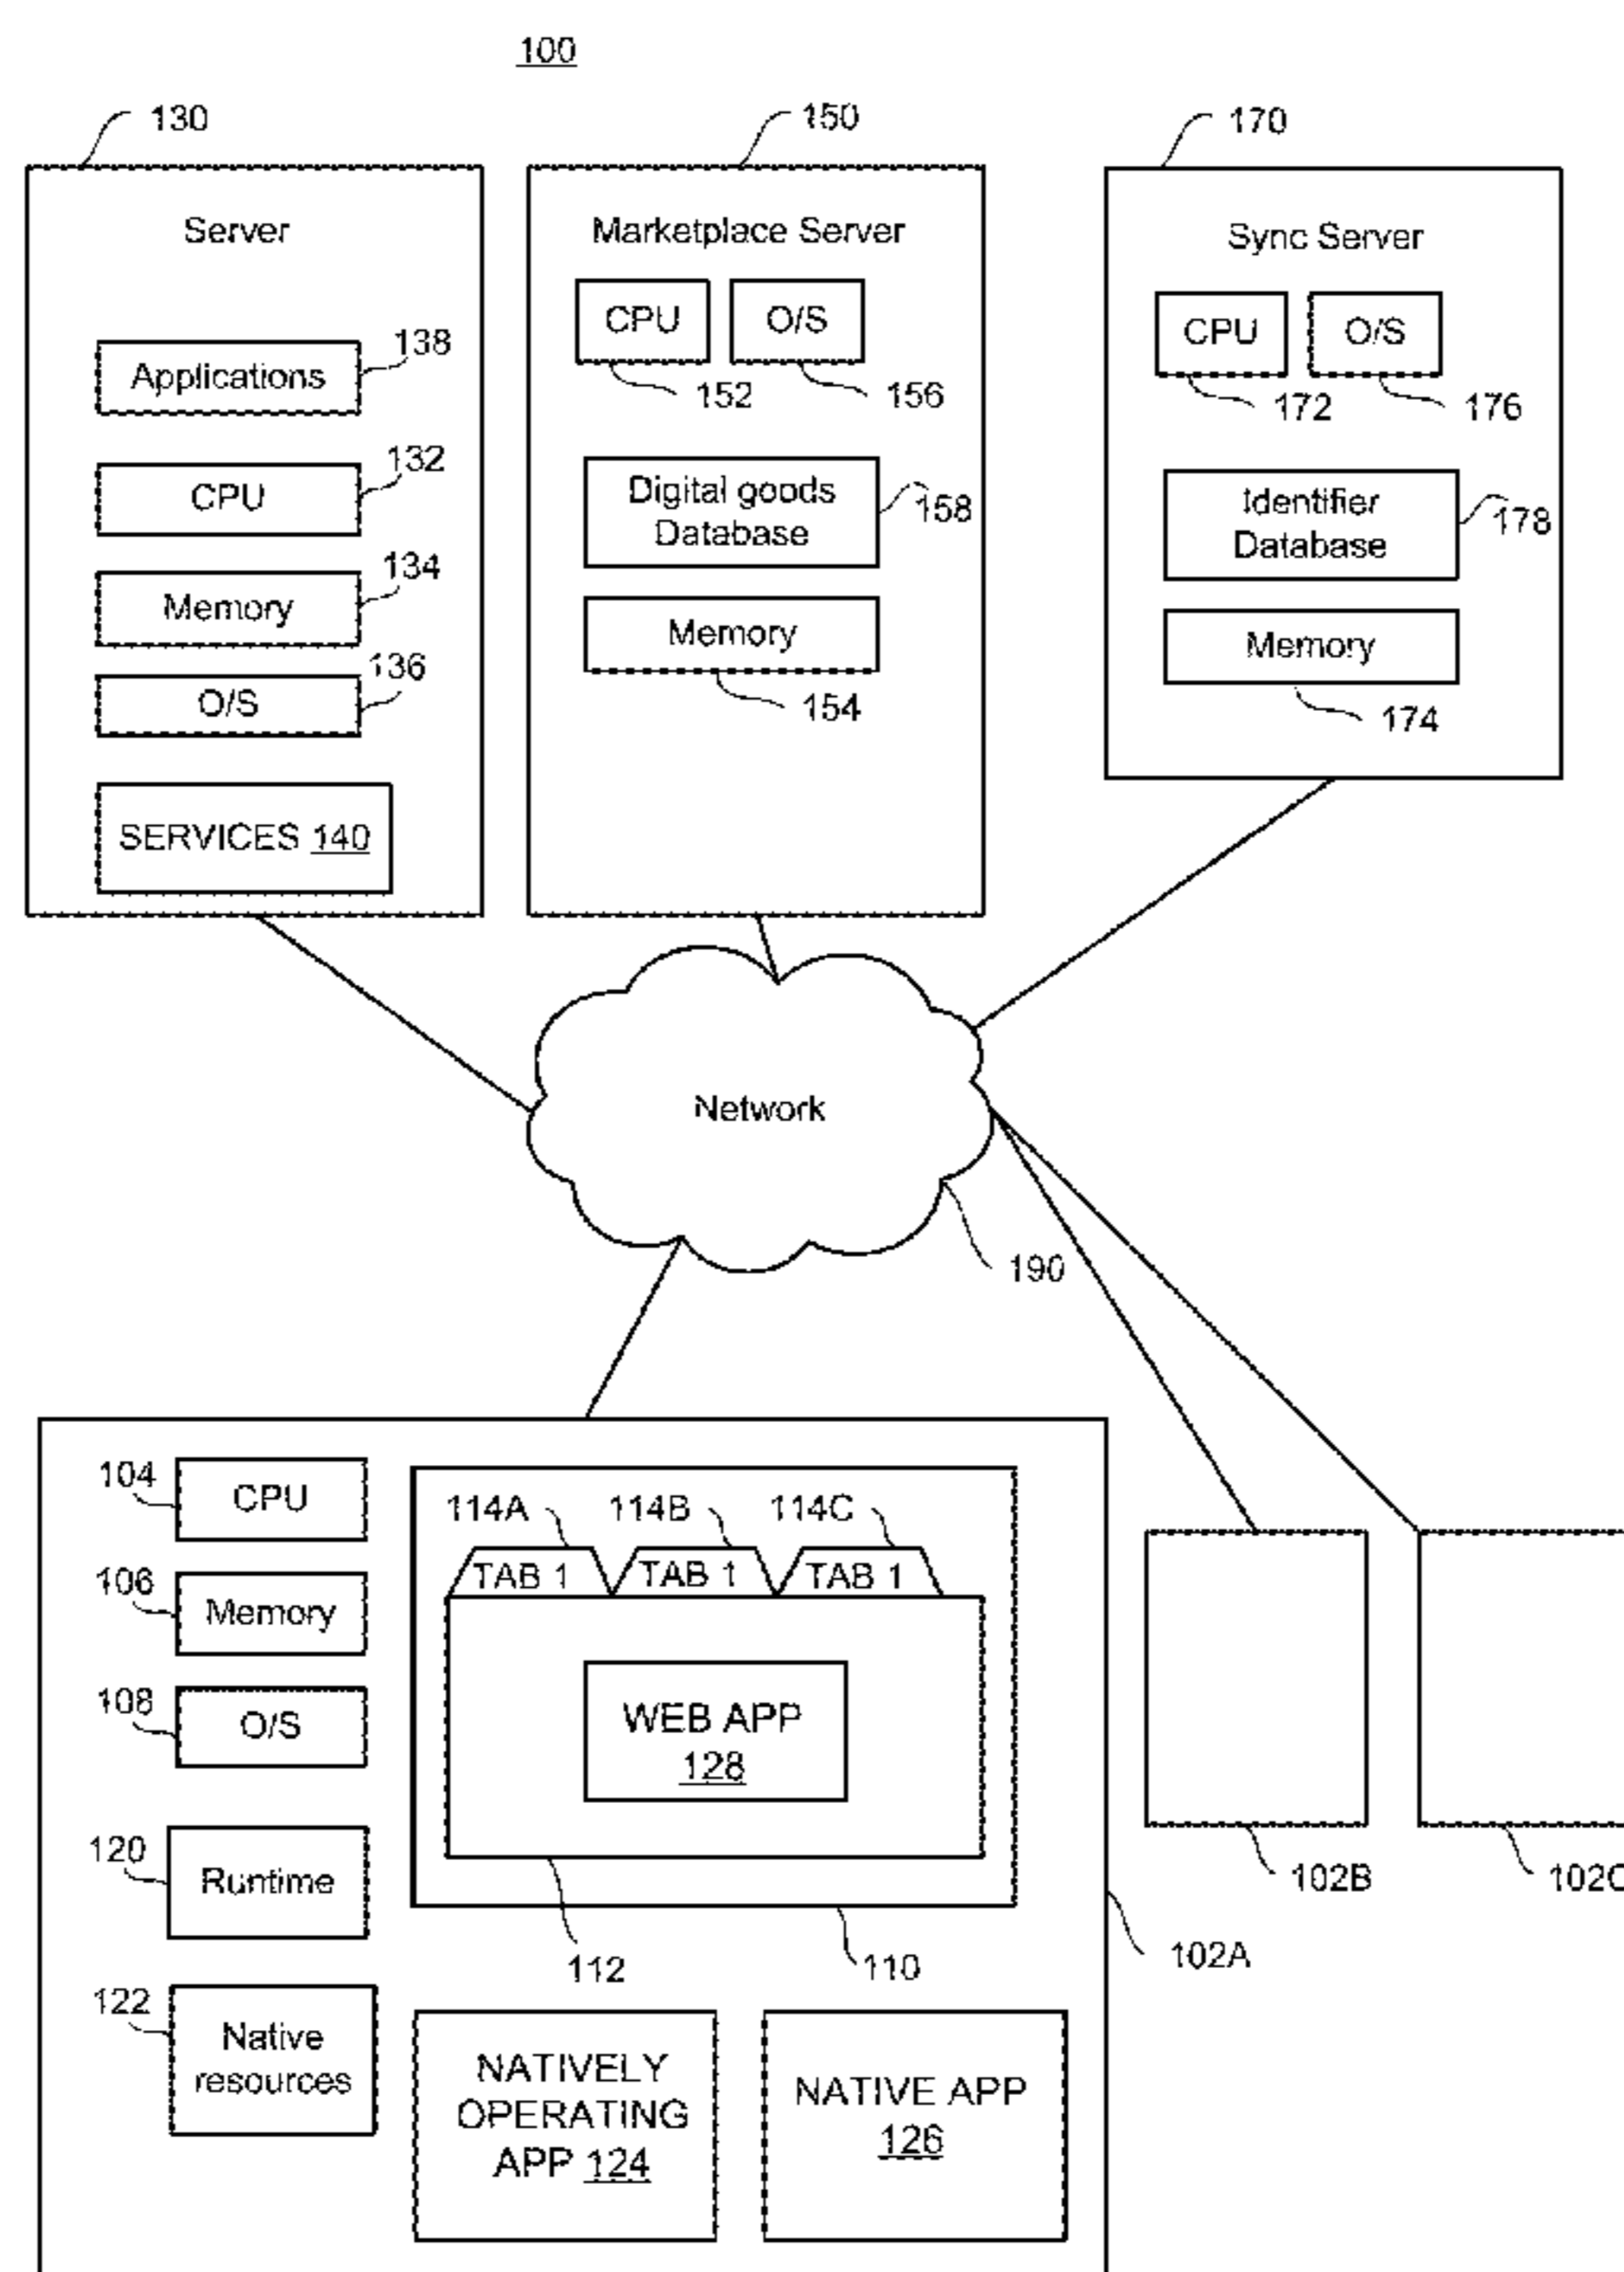 100
130
150
170
Server
Marketplace Server
Sync Server
CPU
O/S
CPU
O/S
Applications
138
152
156
172
176
132
CPU
Digital goods
Database
158
Identifier
Database
178
134
Memory
Memory
Memory
136
O/S
154
174
SERVICES 140
Network
190
104
CPU
114A
114B
114C
TAB 1
TAB 1
TAB 1
106
Memory
108
O/S
WEB APP
128
120
Runtime
102B
112
110
102A
122
Native
resources
NATIVELY
OPERATING
APP 124
NATIVE APP
126